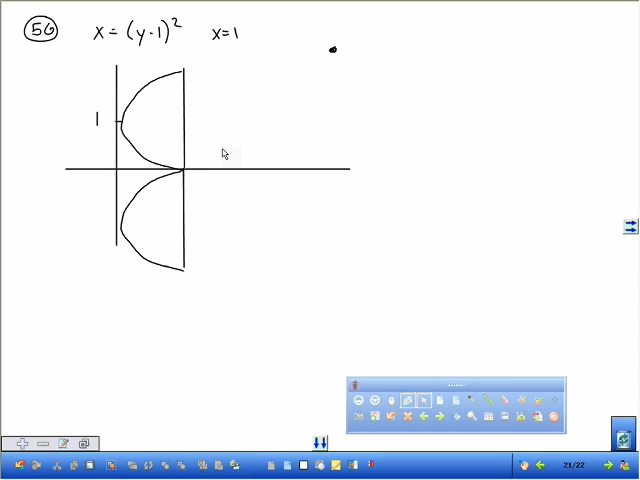 56 x = (y - 1)² x = 1
1
21/22